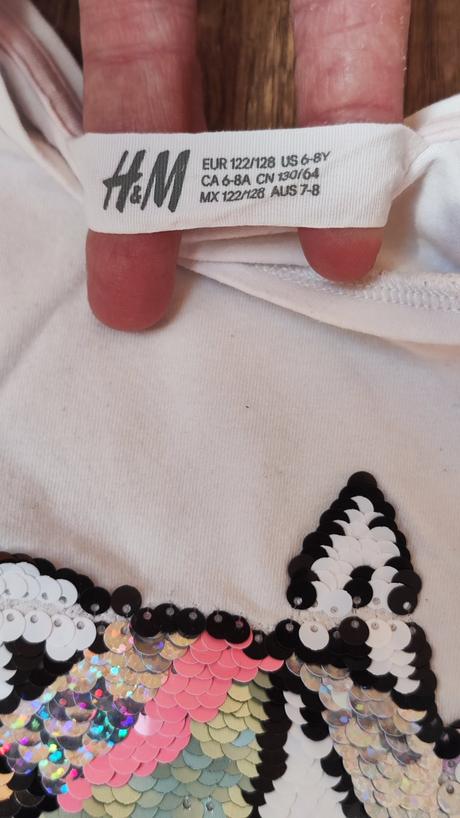 H&M
EUR 122/128 US 6-8Y
CA 6-8A CN 130/64
MX 122/128 AUS 7-8